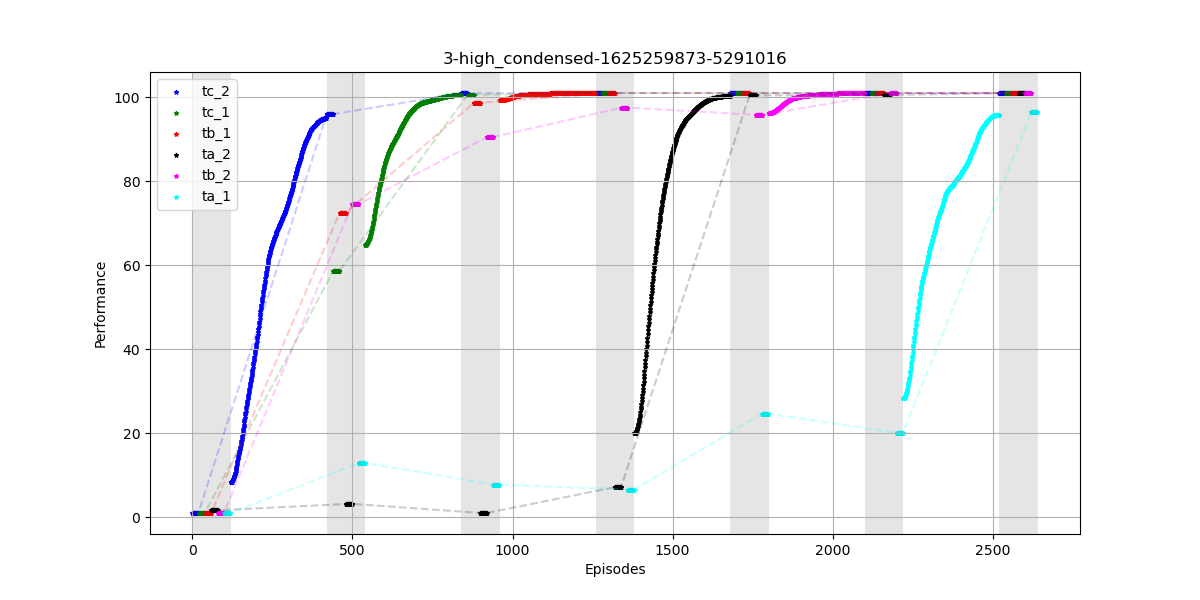 3-high_condensed-1625259873-5291016
tc_2
tc_1
tb_1
ta_2
tb_2
ta_1
100
80
60
40
20
0
Performance
0 500 1000 1500 2000 2500
Episodes